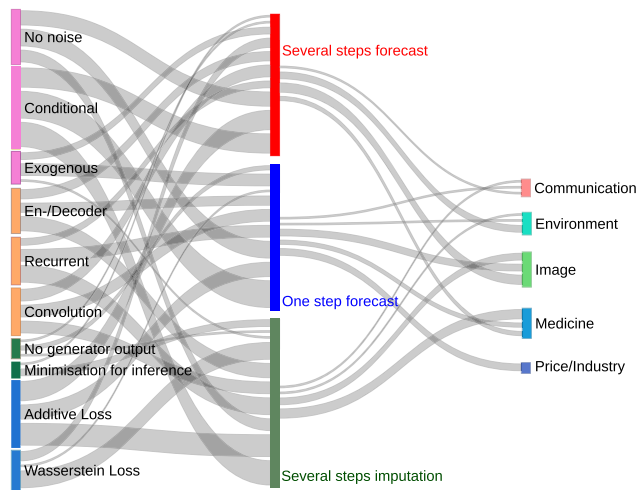 No noise
Conditional
Exogenous
En-/Decoder
Recurrent
Convolution
No generator output
Minimisation for inference
Additive Loss
Wasserstein Loss
Several steps forecast
One step forecast
Several steps imputation
Communication
Environment
Image
Medicine
Price/Industry